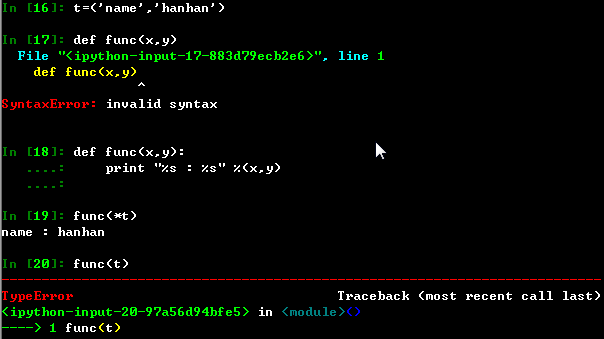 In [16]: t=('name','hanhan')
In [17]: def func(x,y)
File "<ipython-input-17-883d79ecb2e6>", line 1
def func(x,y)
^
SyntaxError: invalid syntax
In [18]: def func(x,y):
....: print "%s : %s" %(x,y)
....:
In [19]: func(*t)
name : hanhan
In [20]: func(t)
---------------------------------------------------------------------------
TypeError Traceback (most recent call last)
<ipython-input-20-97a56d94bfe5> in <module>()
----> 1 func(t)